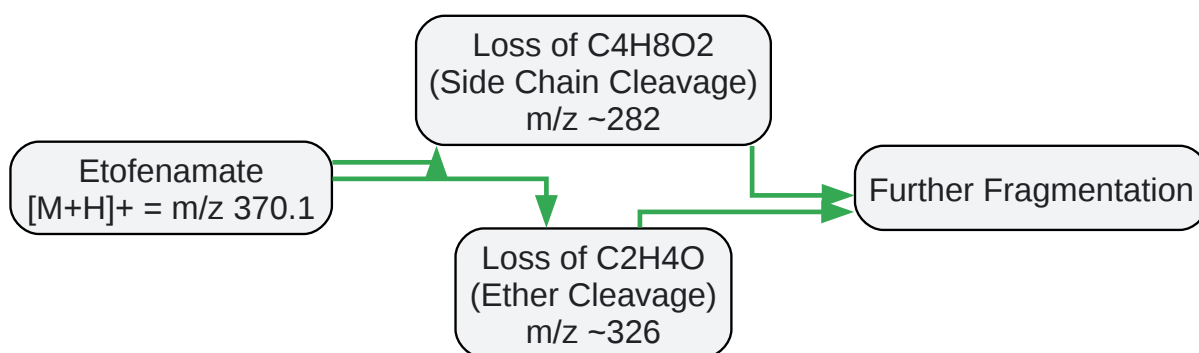 Etofenamate
[M+H]+ = m/z 370.1
Loss of C4H8O2
(Side Chain Cleavage)
m/z ~282
Loss of C2H4O
(Ether Cleavage)
m/z ~326
Further Fragmentation